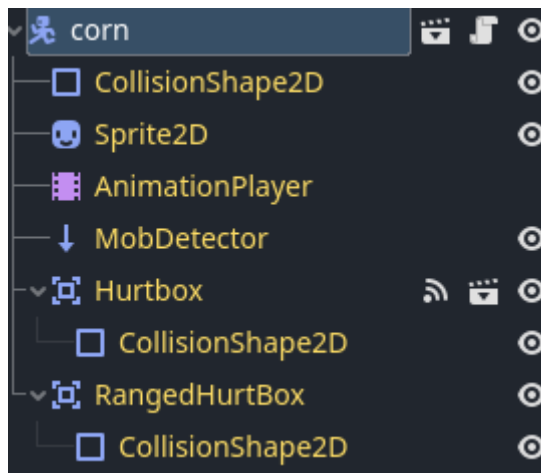 corn
CollisionShape2D
Sprite2D
AnimationPlayer
MobDetector
Hurtbox
CollisionShape2D
RangedHurtBox
CollisionShape2D